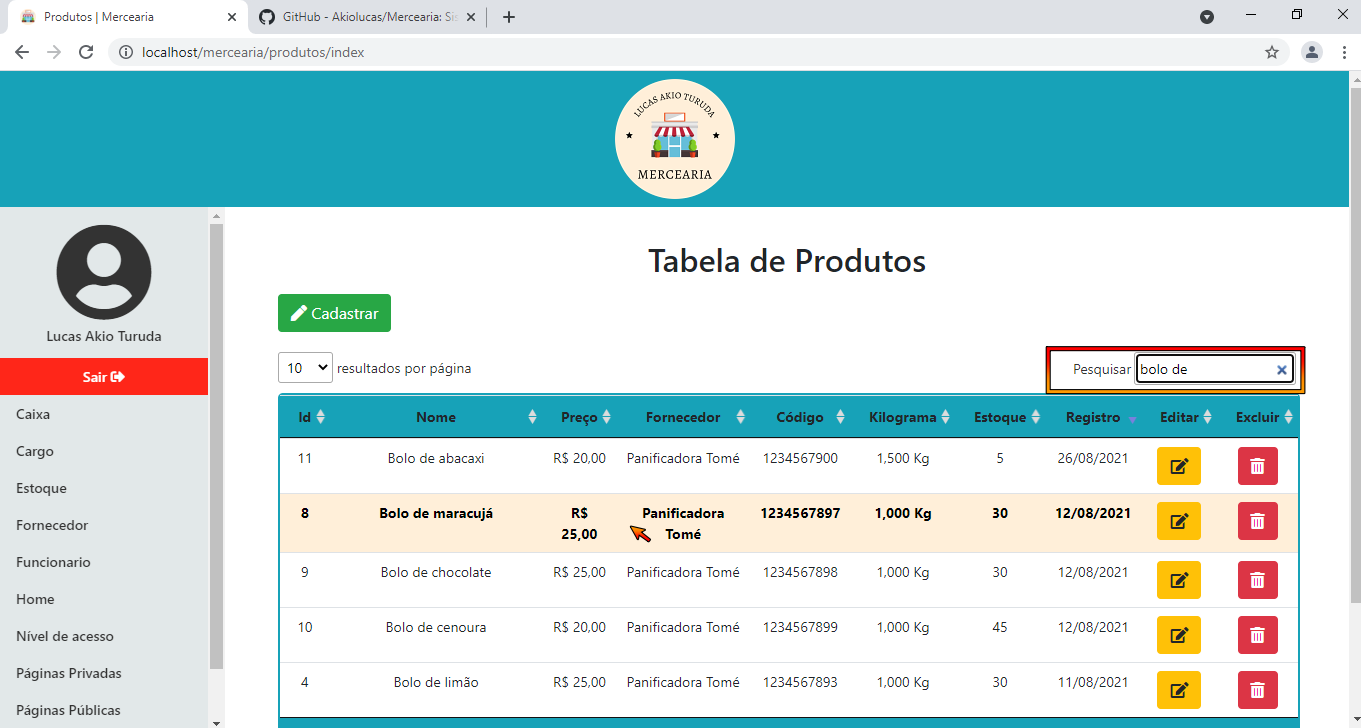 Produtos | Mercearia
GitHub - Akiolucas/Mercearia: Sis
localhost/mercearia/produtos/index
LUCAS AKIO TURUDA
MERCEARIA
Lucas Akio Turuda
Sair
Caixa
Cargo
Estoque
Fornecedor
Funcionario
Home
Nível de acesso
Páginas Privadas
Páginas Públicas
Tabela de Produtos
Cadastrar
10 resultados por página
Pesquisar bolo de
Id Nome Preço Fornecedor Código Kilograma Estoque Registro Editar Excluir
11 Bolo de abacaxi R$ 20,00 Panificadora Tomé 1234567900 1,500 Kg 5 26/08/2021
8 Bolo de maracujá R$ 25,00 Panificadora Tomé 1234567897 1,000 Kg 30 12/08/2021
9 Bolo de chocolate R$ 25,00 Panificadora Tomé 1234567898 1,000 Kg 30 12/08/2021
10 Bolo de cenoura R$ 20,00 Panificadora Tomé 1234567899 1,000 Kg 45 12/08/2021
4 Bolo de limão R$ 25,00 Panificadora Tomé 1234567893 1,000 Kg 30 11/08/2021